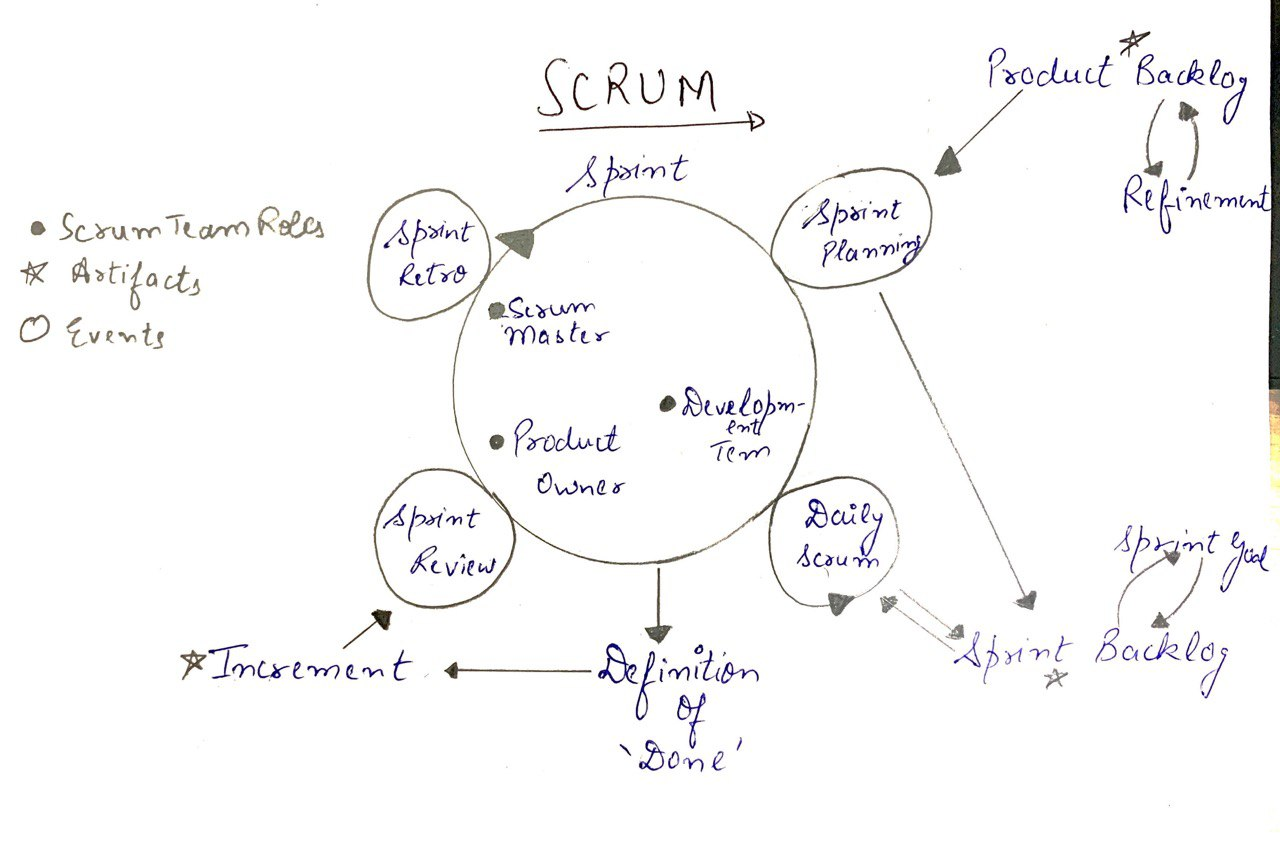 SCRUM
Product Backlog
Sprint
Refinement
Scrum Team Roles
Artifacts
Events
Sprint
Retro
Sprint
Planning
Scrum
Master
Developm-
ent
Tem
Product
Owner
Sprint
Review
Daily
Scrum
Sprint Goal
Sprint Backlog
Increment
Definition
Of
'Done'